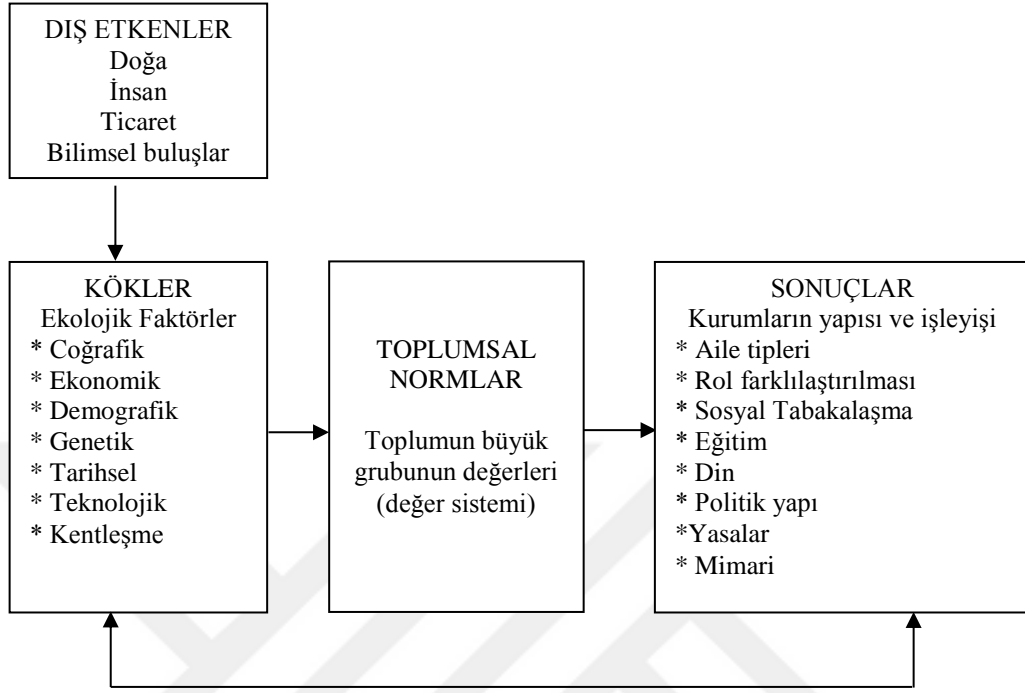 DIŞ ETKENLER
Doğa
İnsan
Ticaret
Bilimsel buluşlar
KÖKLER
Ekolojik Faktörler
* Coğrafik
* Ekonomik
* Demografik
* Genetik
* Tarihsel
* Teknolojik
* Kentleşme
TOPLUMSAL
NORMLAR
Toplumun büyük
grubunun değerleri
(değer sistemi)
SONUÇLAR
Kurumların yapısı ve işleyişi
* Aile tipleri
* Rol farklılaştırılması
* Sosyal Tabakalaşma
* Eğitim
* Din
* Politik yapı
*Yasalar
* Mimari